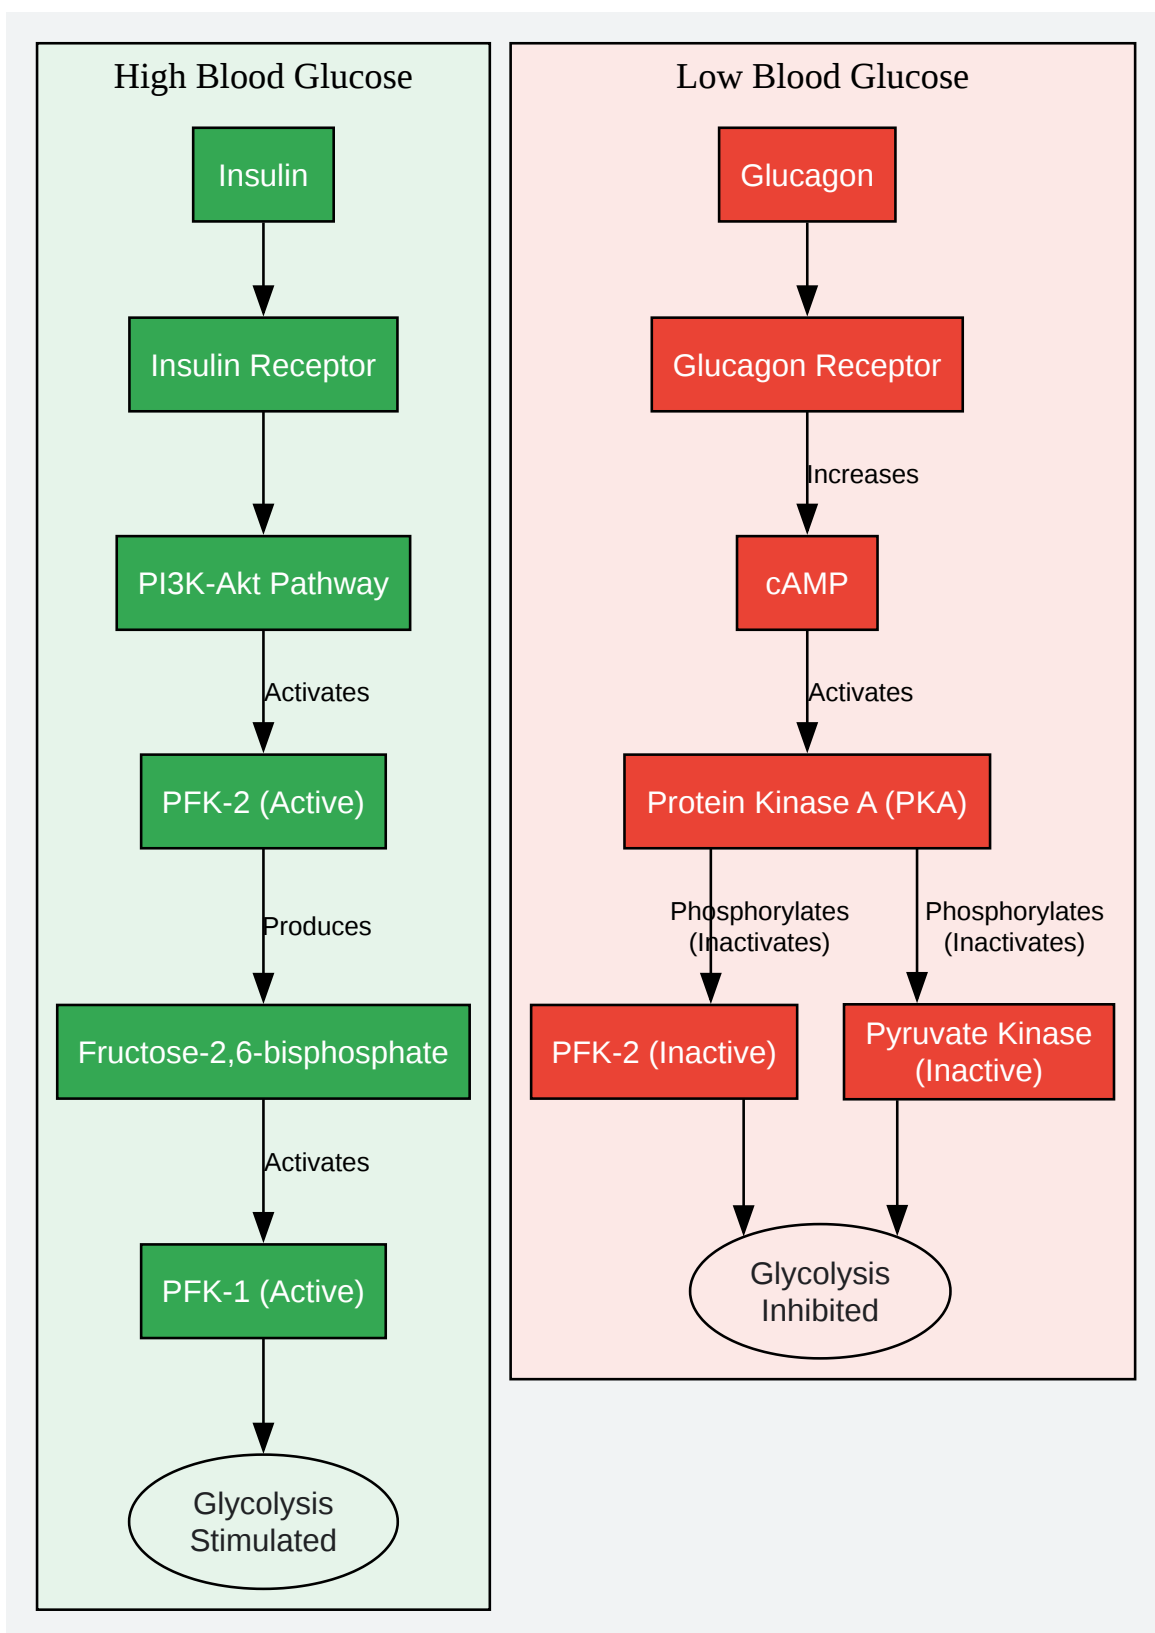 High Blood Glucose
Insulin
Insulin Receptor
PI3K-Akt Pathway
Activates
PFK-2 (Active)
Produces
Fructose-2,6-bisphosphate
Activates
PFK-1 (Active)
Glycolysis
Stimulated
Low Blood Glucose
Glucagon
Glucagon Receptor
Increases
cAMP
Activates
Protein Kinase A (PKA)
Phosphorylates
(Inactivates)
Phosphorylates
(Inactivates)
PFK-2 (Inactive)
Pyruvate Kinase
(Inactive)
Glycolysis
Inhibited